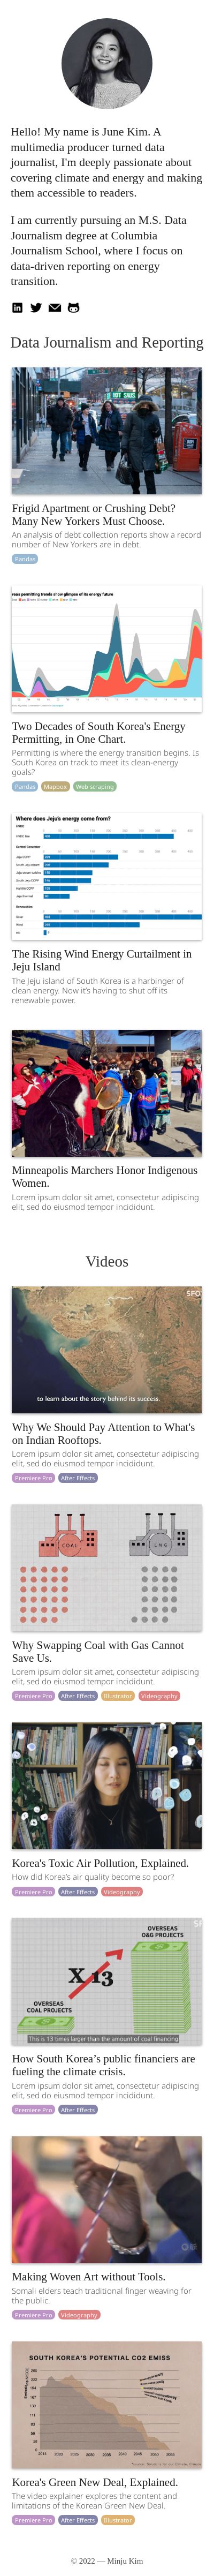 Hello! My name is June Kim. A
multimedia producer turned data
journalist, I'm deeply passionate about
covering climate and energy and making
them accessible to readers.
I am currently pursuing an M.S. Data
Journalism degree at Columbia
Journalism School, where I focus on
data-driven reporting on energy
transition.
Data Journalism and Reporting
HOT SALADS
Frigid Apartment or Crushing Debt?
Many New Yorkers Must Choose.
An analysis of debt collection reports show a record
number of New Yorkers are in debt.
Pandas
permitting trends show glimpses of its energy future
Two Decades of South Korea's Energy
Permitting, in One Chart.
Permitting is where the energy transition begins. Is
South Korea on track to meet its clean-energy
goals?
Pandas Mapbox Web scraping
Where does Jeju's energy come from?
The Rising Wind Energy Curtailment in
Jeju Island
The Jeju island of South Korea is a harbinger of
clean energy. Now it's having to shut off its
renewable power.
Minneapolis Marchers Honor Indigenous
Women.
Lorem ipsum dolor sit amet, consectetur adipiscing
elit, sed do eiusmod tempor incididunt.
Videos
SFO
to learn about the story behind its success.
Why We Should Pay Attention to What's
on Indian Rooftops.
Lorem ipsum dolor sit amet, consectetur adipiscing
elit, sed do eiusmod tempor incididunt.
Premiere Pro After Effects
COAL LNG
Why Swapping Coal with Gas Cannot
Save Us.
Lorem ipsum dolor sit amet, consectetur adipiscing
elit, sed do eiusmod tempor incididunt.
Premiere Pro After Effects Illustrator Videography
Korea's Toxic Air Pollution, Explained.
How did Korea's air quality become so poor?
Premiere Pro After Effects Videography
OVERSEAS
O&G PROJECTS
X 13
OVERSEAS
COAL PROJECTS
This is 13 times larger than the amount of coal financing
How South Korea’s public financiers are
fueling the climate crisis.
Lorem ipsum dolor sit amet, consectetur adipiscing
elit, sed do eiusmod tempor incididunt.
Premiere Pro After Effects
Making Woven Art without Tools.
Somali elders teach traditional finger weaving for
the public.
Premiere Pro Videography
SOUTH KOREA'S POTENTIAL CO2 EMISS
Korea's Green New Deal, Explained.
The video explainer explores the content and
limitations of the Korean Green New Deal.
Premiere Pro After Effects Illustrator
© 2022 — Minju Kim